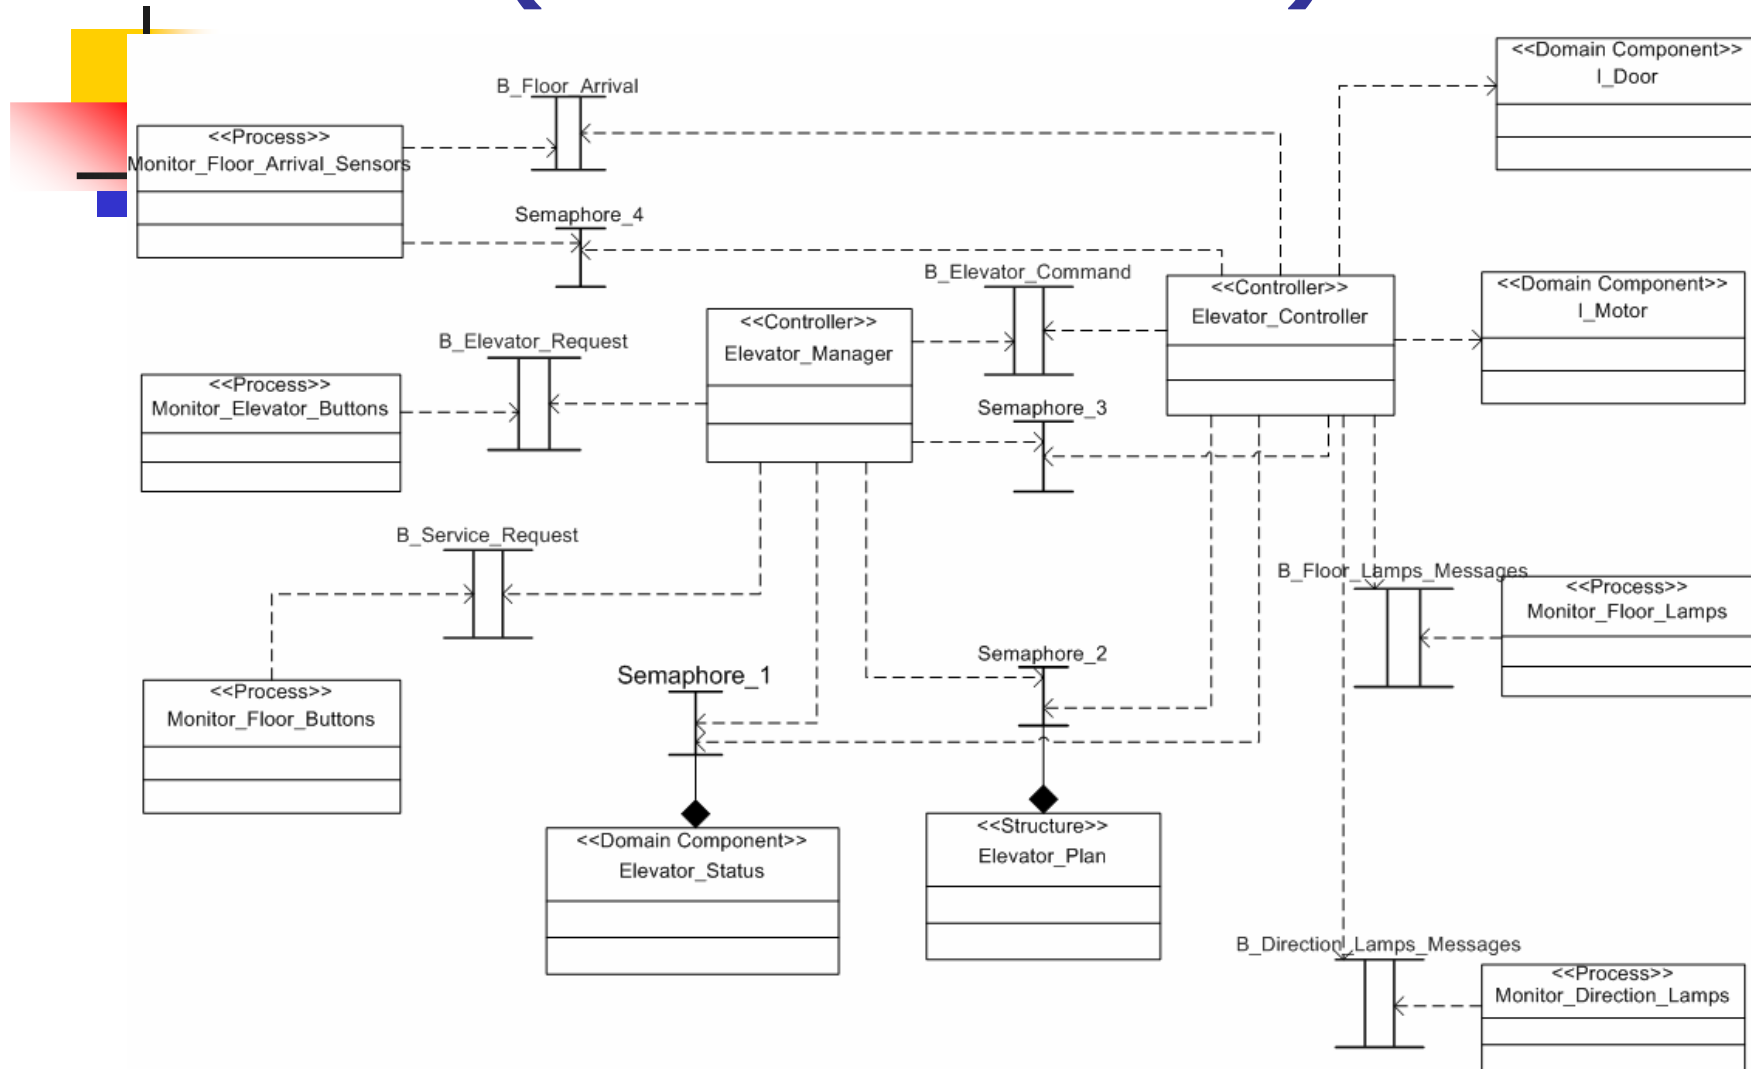 B_Floor_Arrival
<<Domain Component>>
I_Door
<<Process>>
Monitor_Floor_Arrival_Sensors
Semaphore_4
B_Elevator_Command
<<Controller>>
Elevator_Controller
<<Domain Component>>
I_Motor
<<Controller>>
Elevator_Manager
B_Elevator_Request
<<Process>>
Monitor_Elevator_Buttons
Semaphore_3
B_Service_Request
B_Floor_Lamps_Messages
<<Process>>
Monitor_Floor_Lamps
Semaphore_2
Semaphore_1
<<Process>>
Monitor_Floor_Buttons
<<Domain Component>>
Elevator_Status
<<Structure>>
Elevator_Plan
B_Direction_Lamps_Messages
<<Process>>
Monitor_Direction_Lamps